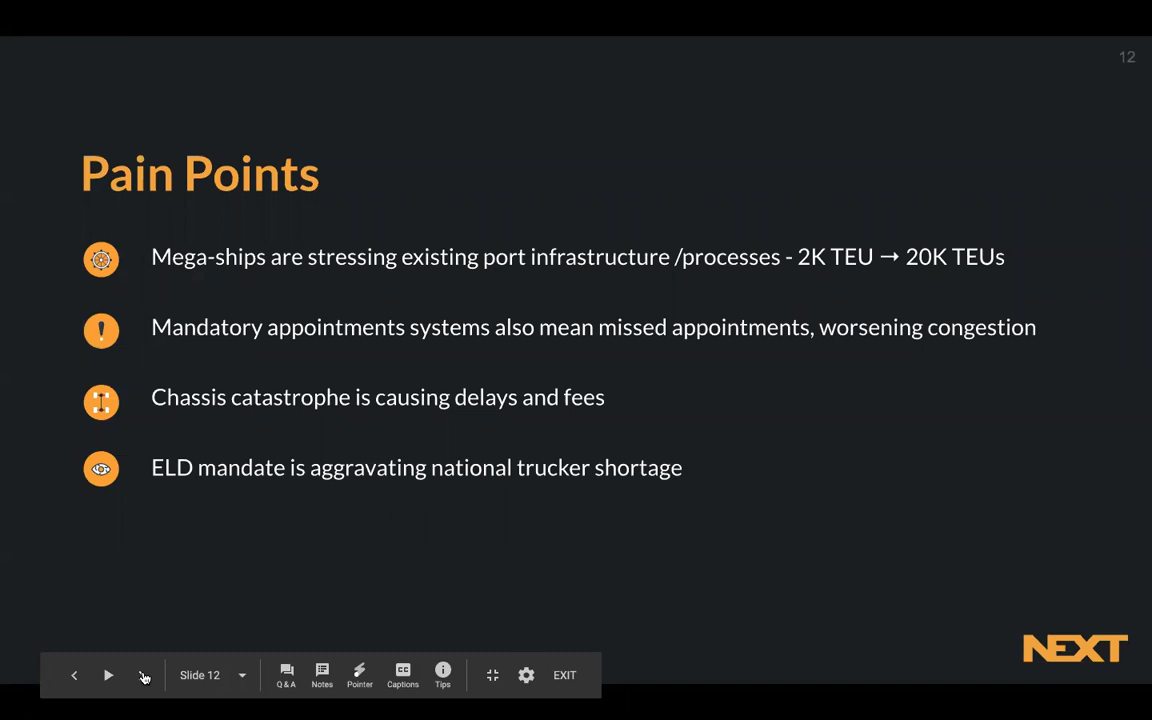 12
Pain Points
Mega-ships are stressing existing port infrastructure /processes - 2K TEU → 20K TEUs
Mandatory appointments systems also mean missed appointments, worsening congestion
Chassis catastrophe is causing delays and fees
ELD mandate is aggravating national trucker shortage
NEXT
Slide 12
Q & A
Notes
Pointer
CC
Captions
Tips
EXIT